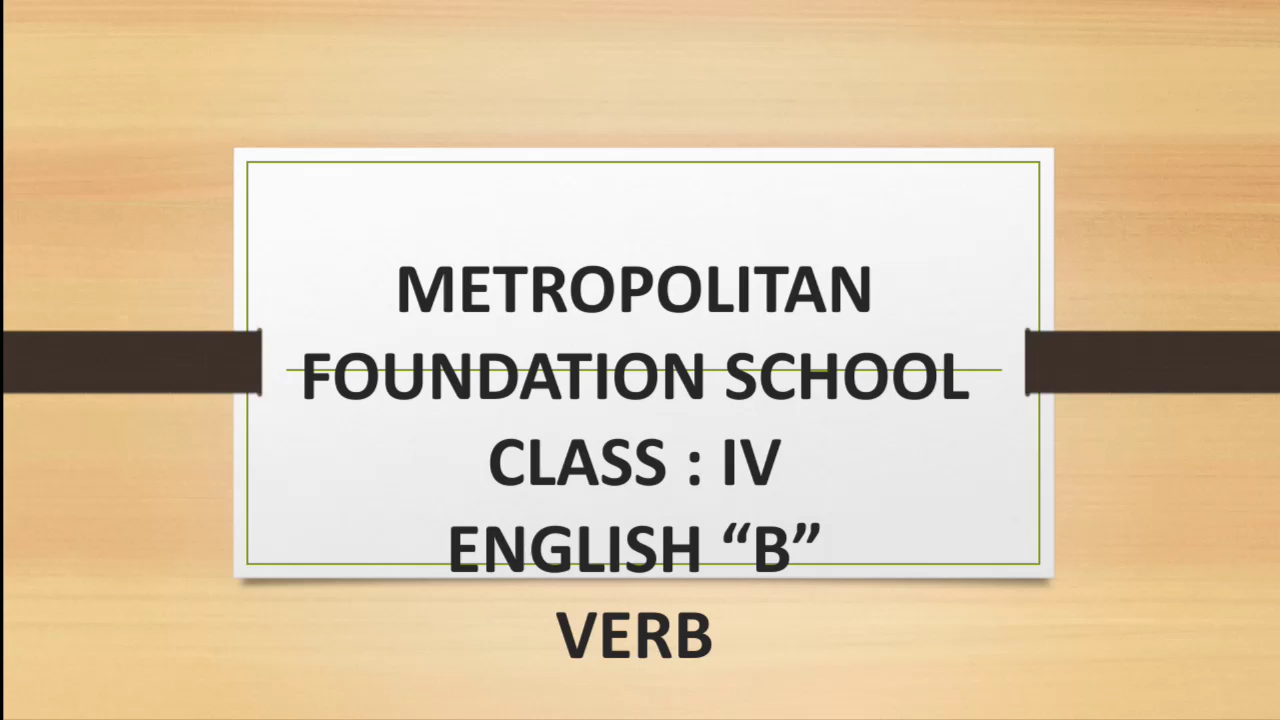 METROPOLITAN
FOUNDATION SCHOOL
CLASS : IV
ENGLISH “B”
VERB